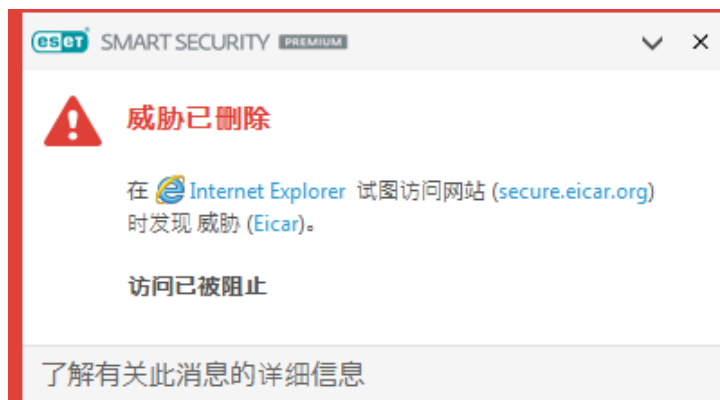 eset SMART SECURITY PREMIUM
威胁已删除
在 Internet Explorer 试图访问网站 (secure.eicar.org)
时发现 威胁 (Eicar)。
访问已被阻止
了解有关此消息的详细信息